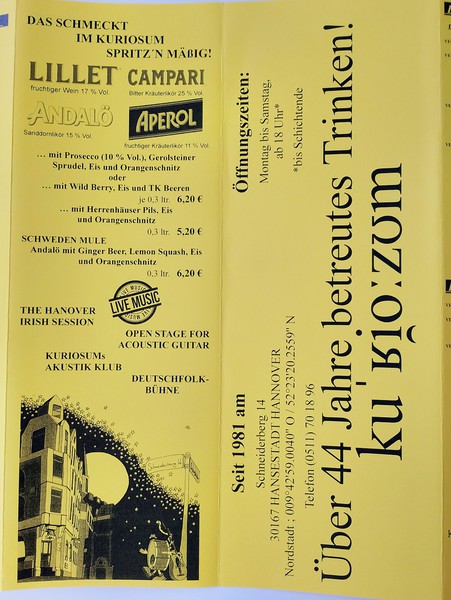 DAS SCHMECKT
IM KURIOSUM
SPRITZ´N MÄßIG!
LILLET CAMPARI
fruchtiger Wein 17 % Vol. Bitter Kräuterlikör 25 % Vol.
ANDALÖ APEROL
Sanddornlikör 15 % Vol.
fruchtiger Kräuterlikör 11 % Vol.
… mit Prosecco (10 % Vol.), Gerolsteiner
Sprudel, Eis und Orangenschnitz
oder
… mit Wild Berry, Eis und TK Beeren
je 0,3 ltr. 6,20 €
… mit Herrenhäuser Pils, Eis
und Orangenschnitz
0,3 ltr. 5,20 €
SCHWEDEN MULE
Andalö mit Ginger Beer, Lemon Squash, Eis
und Orangenschnitz
0,3 ltr. 6,20 €
LIVE MUSIC
LIVE MUSIC
LIVE MUSIC
THE HANOVER
IRISH SESSION
OPEN STAGE FOR
ACOUSTIC GUITAR
KURIOSUMs
AKUSTIK KLUB
DEUTSCHFOLK-
BÜHNE
Seit 1981 am
Schneiderberg 14
30167 HANSESTADT HANNOVER
Nordstadt ; 009°42'59.0040" O / 52°23'20.2559" N
Telefon (0511) 70 18 96
Öffnungszeiten:
Montag bis Samstag,
ab 18 Uhr*
*bis Schichtende
Über 44 Jahre betreutes Trinken!